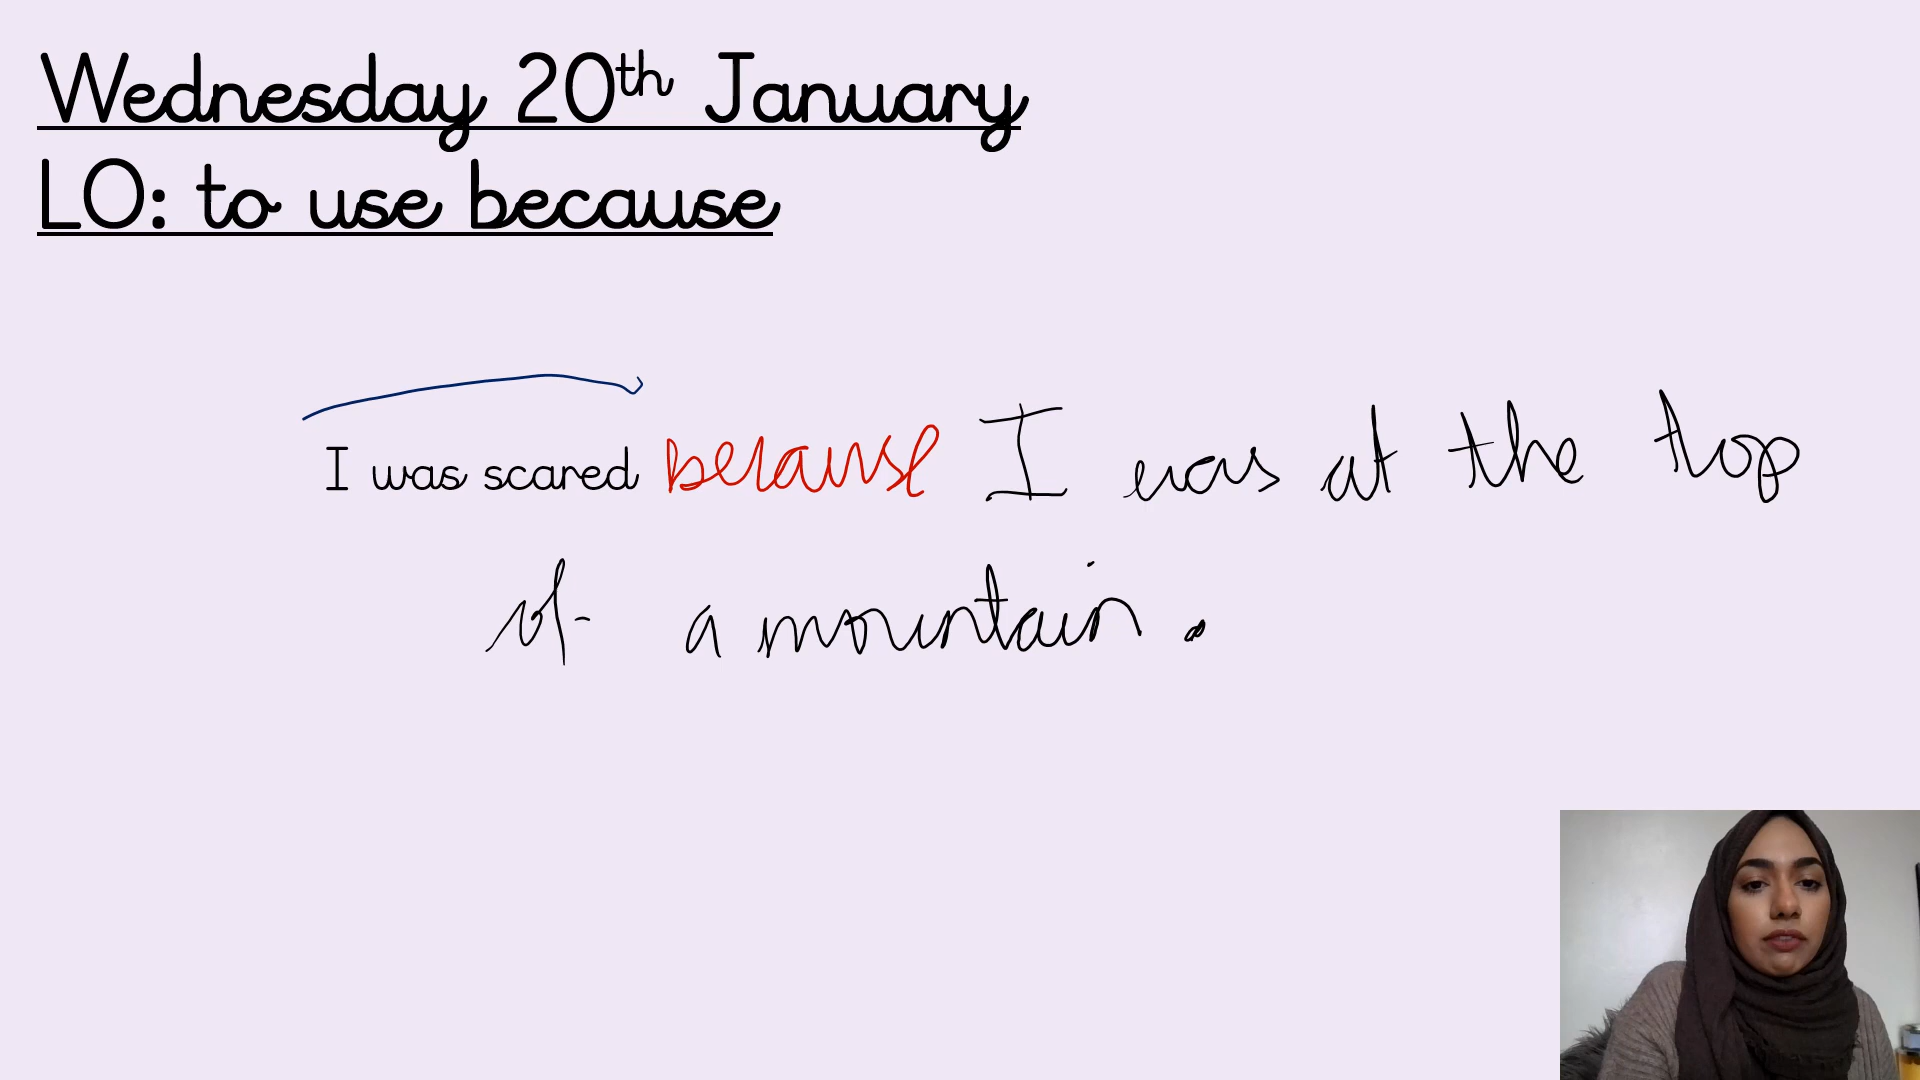 Wednesday 20th January
LO: to use because
I was scared because I was at the top
of a mountain.